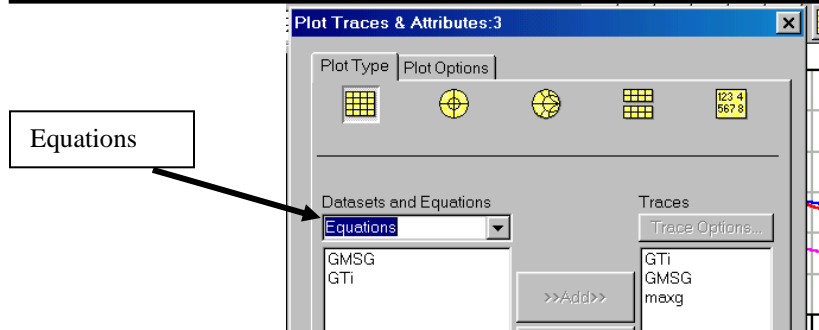 Plot Traces & Attributes:3
Plot Type Plot Options
123 4
567 8
Equations
Datasets and Equations
Equations
GMSG
GTi
>>Add>>
Traces
Trace Options...
GTi
GMSG
maxg